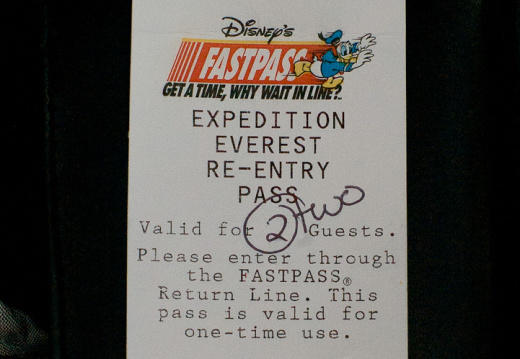 Disney's
FASTPASS
GET A TIME, WHY WAIT IN LINE?
EXPEDITION
EVEREST
RE-ENTRY
PASS
Valid for 2 two Guests.
Please enter through
the FASTPASS®
Return Line. This
pass is valid for
one-time use.